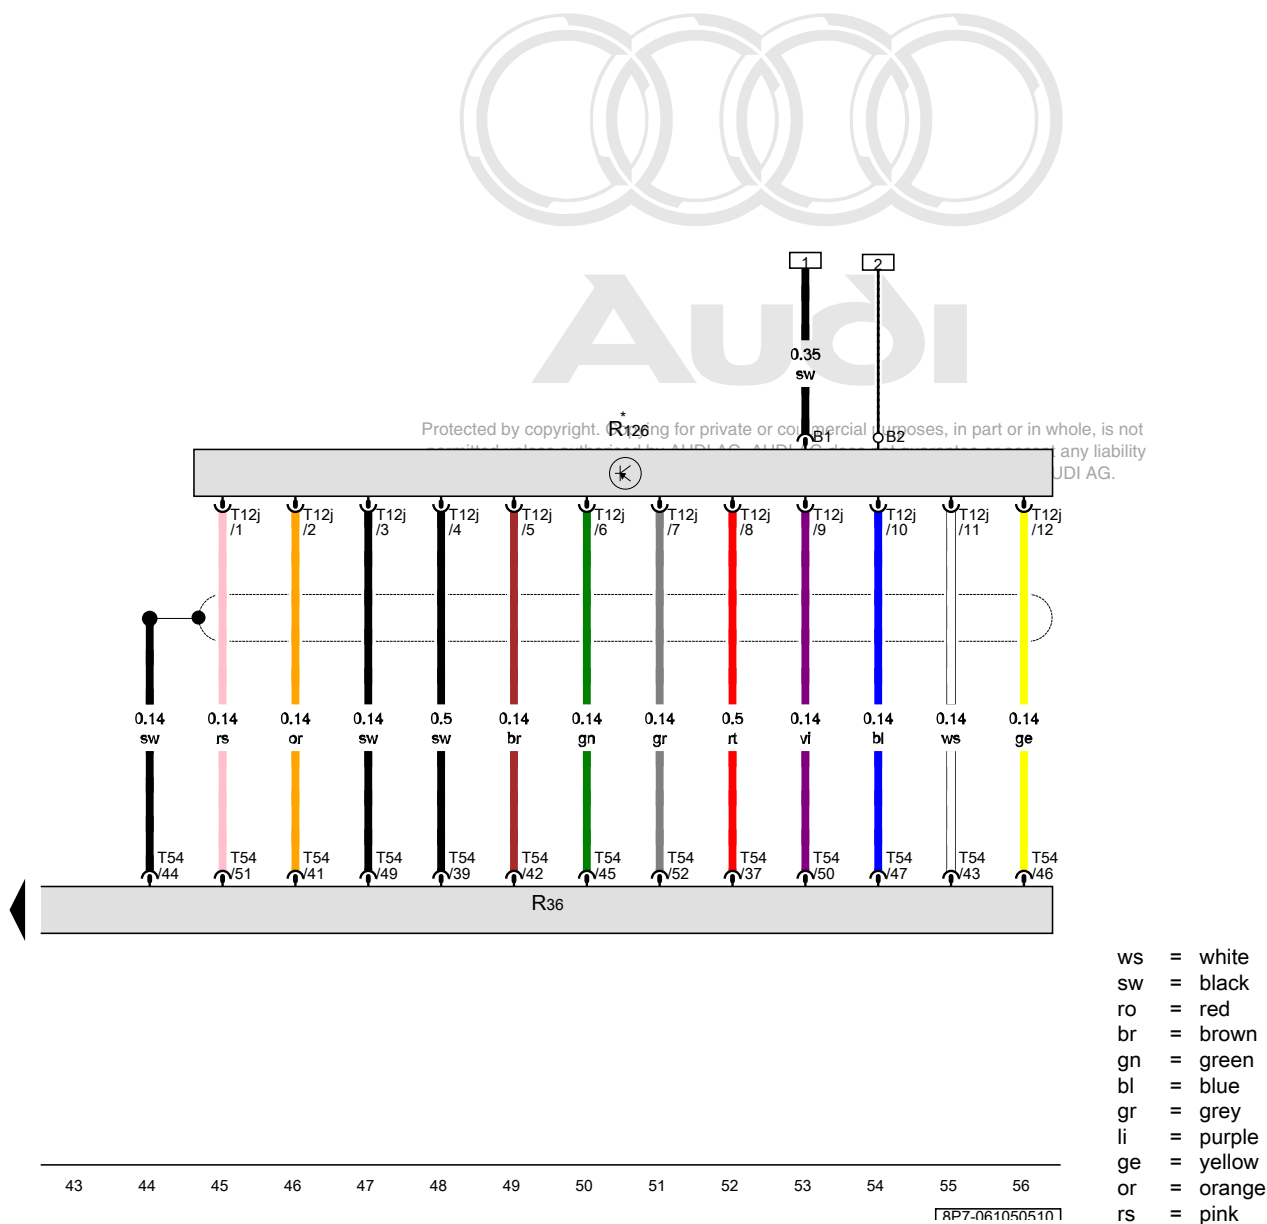 Audi
1 2
0.35
sw
*
R126
B1 B2
Protected by copyright. Copying for private or commercial purposes, in part or in whole, is not
any liability
UDI AG.
T12j T12j T12j T12j T12j T12j T12j T12j T12j T12j T12j T12j
/1 /2 /3 /4 /5 /6 /7 /8 /9 /10 /11 /12
0.14 0.14 0.14 0.14 0.5 0.14 0.14 0.14 0.5 0.14 0.14 0.14 0.14
sw rs or sw sw br gn gr rt vi bl ws ge
T54 T54 T54 T54 T54 T54 T54 T54 T54 T54 T54 T54 T54
/44 /51 /41 /49 /39 /42 /45 /52 /37 /50 /47 /43 /46
R36
ws = white
sw = black
ro = red
br = brown
gn = green
bl = blue
gr = grey
li = purple
ge = yellow
or = orange
rs = pink
43 44 45 46 47 48 49 50 51 52 53 54 55 56
8P7-061050510